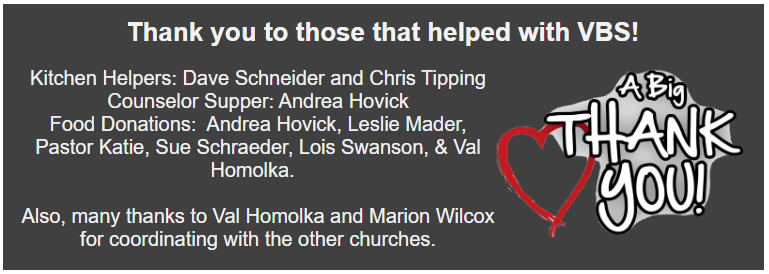 Thank you to those that helped with VBS!
Kitchen Helpers: Dave Schneider and Chris Tipping
Counselor Supper: Andrea Hovick
Food Donations:  Andrea Hovick, Leslie Mader,
Pastor Katie, Sue Schraeder, Lois Swanson, & Val
Homolka.
Also, many thanks to Val Homolka and Marion Wilcox
for coordinating with the other churches.
A Big
THANK
YOU!